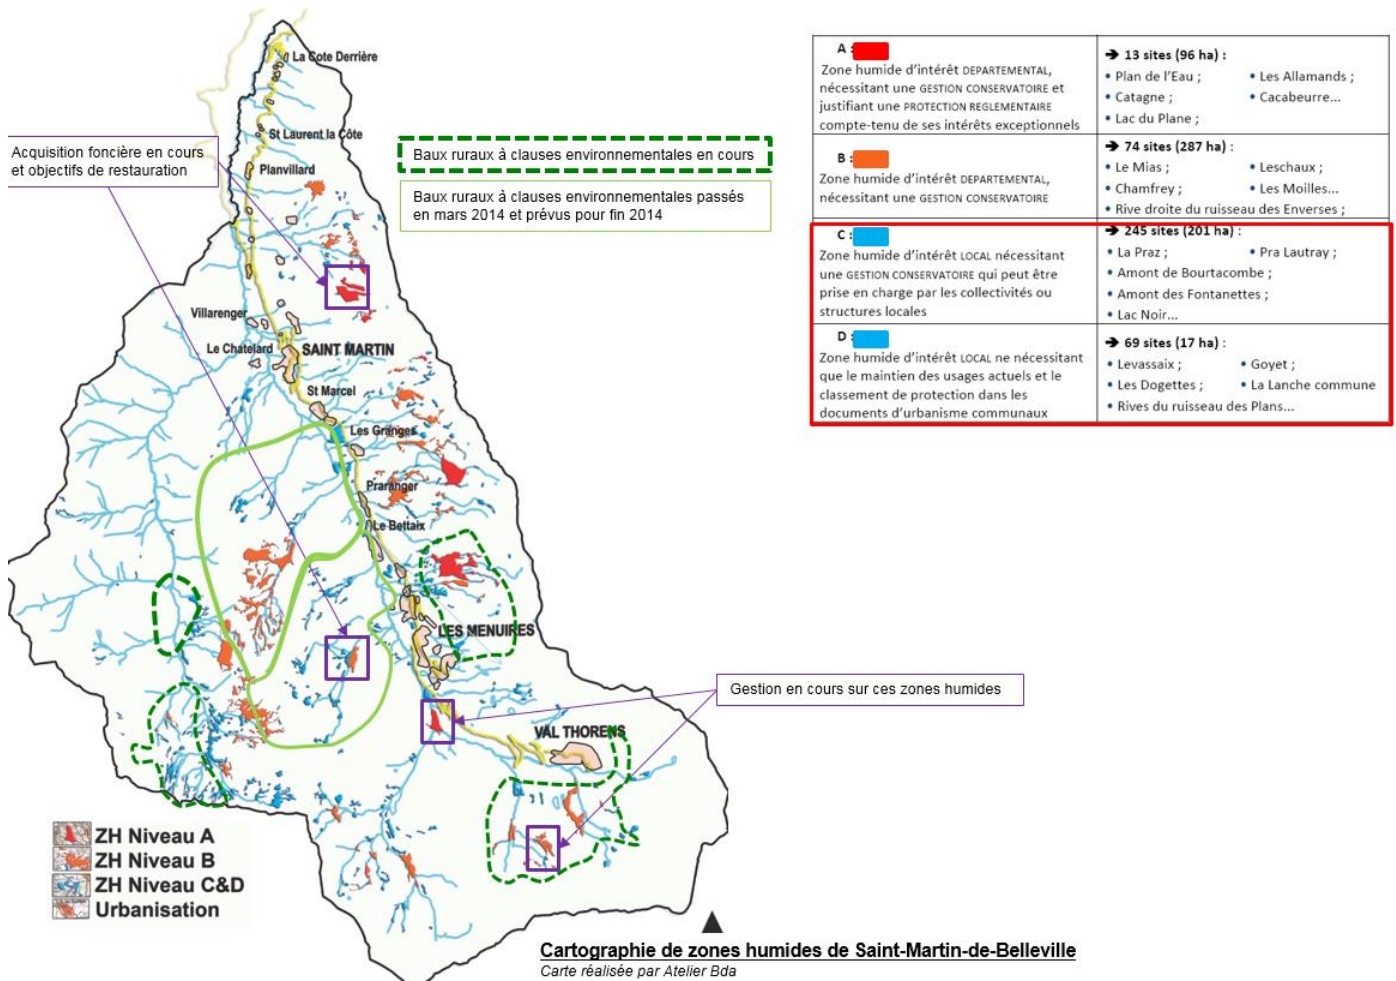 La Cote Derrière
St Laurent la Côte
Acquisition foncière en cours
et objectifs de restauration
Planvillard
Baux ruraux à clauses environnementales en cours
Baux ruraux à clauses environnementales passés
en mars 2014 et prévus pour fin 2014
Villarenger
Le Chatelard
SAINT MARTIN
St Marcel
Les Granges
Praranger
Le Bettaix
LES MENUIRES
Gestion en cours sur ces zones humides
VAL THORENS
A :
Zone humide d'intérêt DEPARTEMENTAL,
nécessitant une GESTION CONSERVATOIRE et
justifiant une PROTECTION REGLEMENTAIRE
compte-tenu de ses intérêts exceptionnels
➔ 13 sites (96 ha) :
• Plan de l'Eau ; • Les Allamands ;
• Catagne ; • Cacabeurre...
• Lac du Plane ;
B :
Zone humide d'intérêt DEPARTEMENTAL,
nécessitant une GESTION CONSERVATOIRE
➔ 74 sites (287 ha) :
• Le Mias ; • Leschaux ;
• Chamfrey ; • Les Moilles...
• Rive droite du ruisseau des Enverses ;
C :
Zone humide d'intérêt LOCAL nécessitant
une GESTION CONSERVATOIRE qui peut être
prise en charge par les collectivités ou
structures locales
➔ 245 sites (201 ha) :
• La Praz ; • Pra Lautray ;
• Amont de Bourtacombe ;
• Amont des Fontanettes ;
• Lac Noir...
D :
Zone humide d'intérêt LOCAL ne nécessitant
que le maintien des usages actuels et le
classement de protection dans les
documents d'urbanisme communaux
➔ 69 sites (17 ha) :
• Levassaix ; • Goyet ;
• Les Dogettes ; • La Lanche commune
• Rives du ruisseau des Plans...
ZH Niveau A
ZH Niveau B
ZH Niveau C&D
Urbanisation
Cartographie de zones humides de Saint-Martin-de-Belleville
Carte réalisée par Atelier Bda